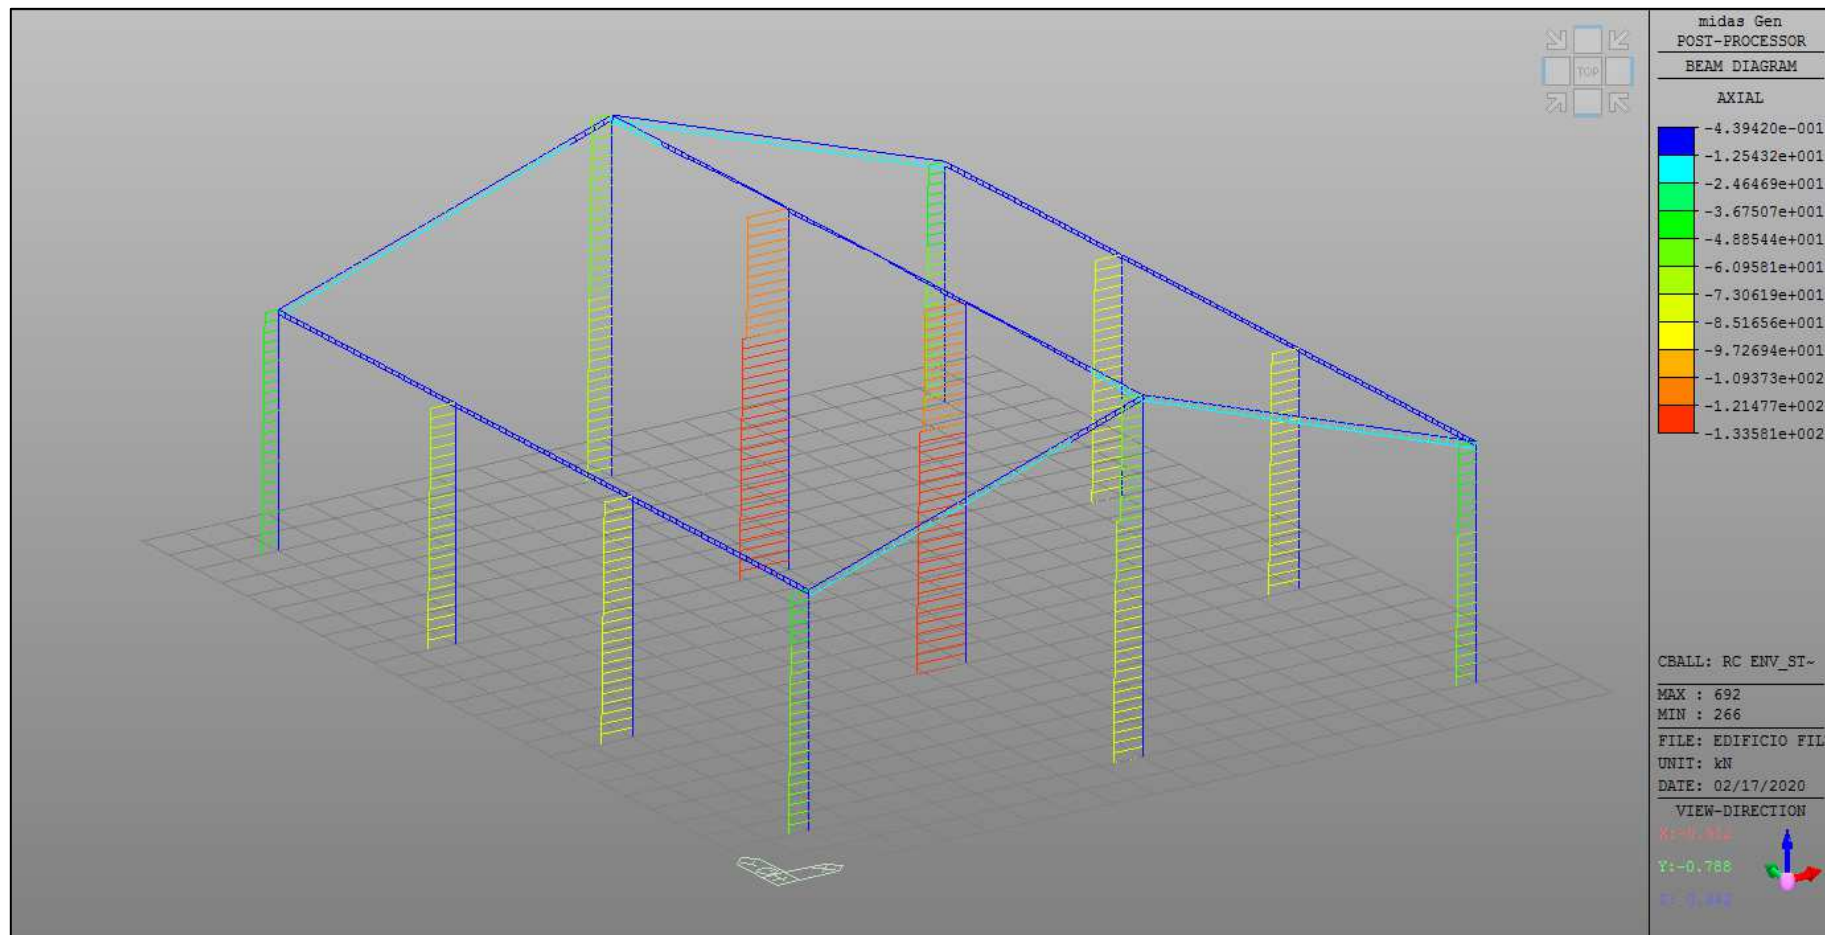 TOP
midas Gen
POST-PROCESSOR
BEAM DIAGRAM
AXIAL
-4.39420e-001
-1.25432e+001
-2.46469e+001
-3.67507e+001
-4.88544e+001
-6.09581e+001
-7.30619e+001
-8.51656e+001
-9.72694e+001
-1.09373e+002
-1.21477e+002
-1.33581e+002
CBALL: RC ENV_ST~
MAX : 692
MIN : 266
FILE: EDIFICIO FIL
UNIT: kN
DATE: 02/17/2020
VIEW-DIRECTION
Y:-0.788